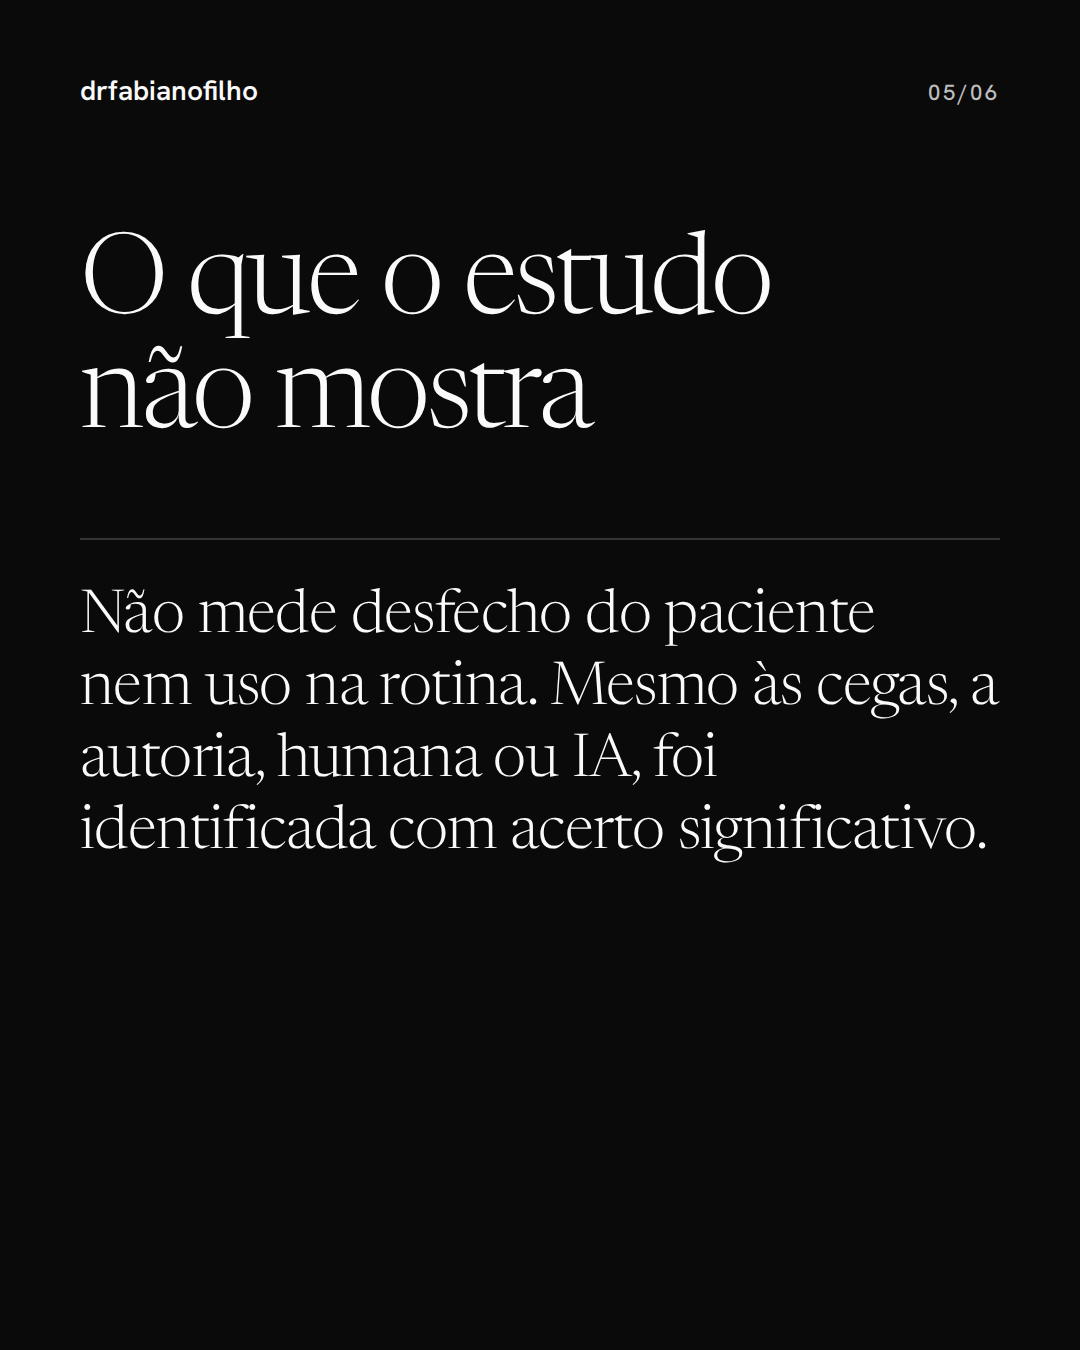 drfabianofilho
05/06
O que o estudo
não mostra
Não mede desfecho do paciente
nem uso na rotina. Mesmo às cegas, a
autoria, humana ou IA, foi
identificada com acerto significativo.